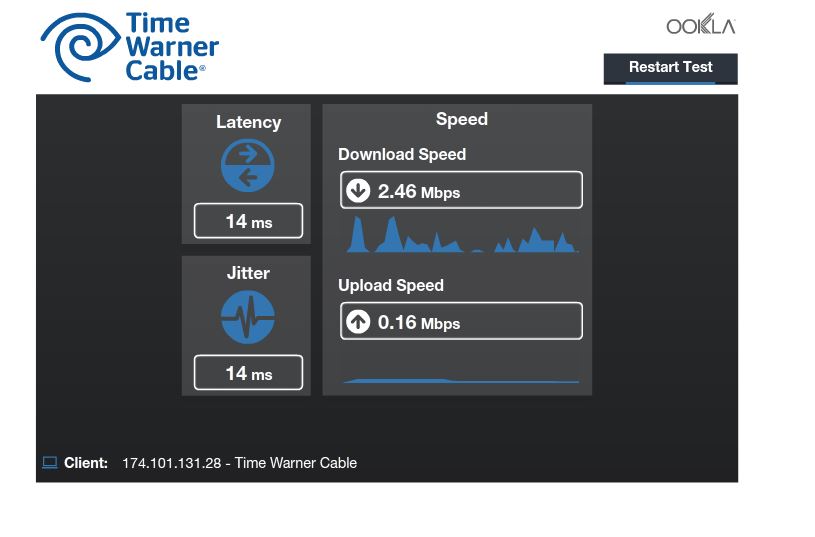 Time
Warner
Cable®
OOKLA
Restart Test
Latency
14 ms
Jitter
14 ms
Speed
Download Speed
2.46 Mbps
Upload Speed
0.16 Mbps
Client: 174.101.131.28 - Time Warner Cable